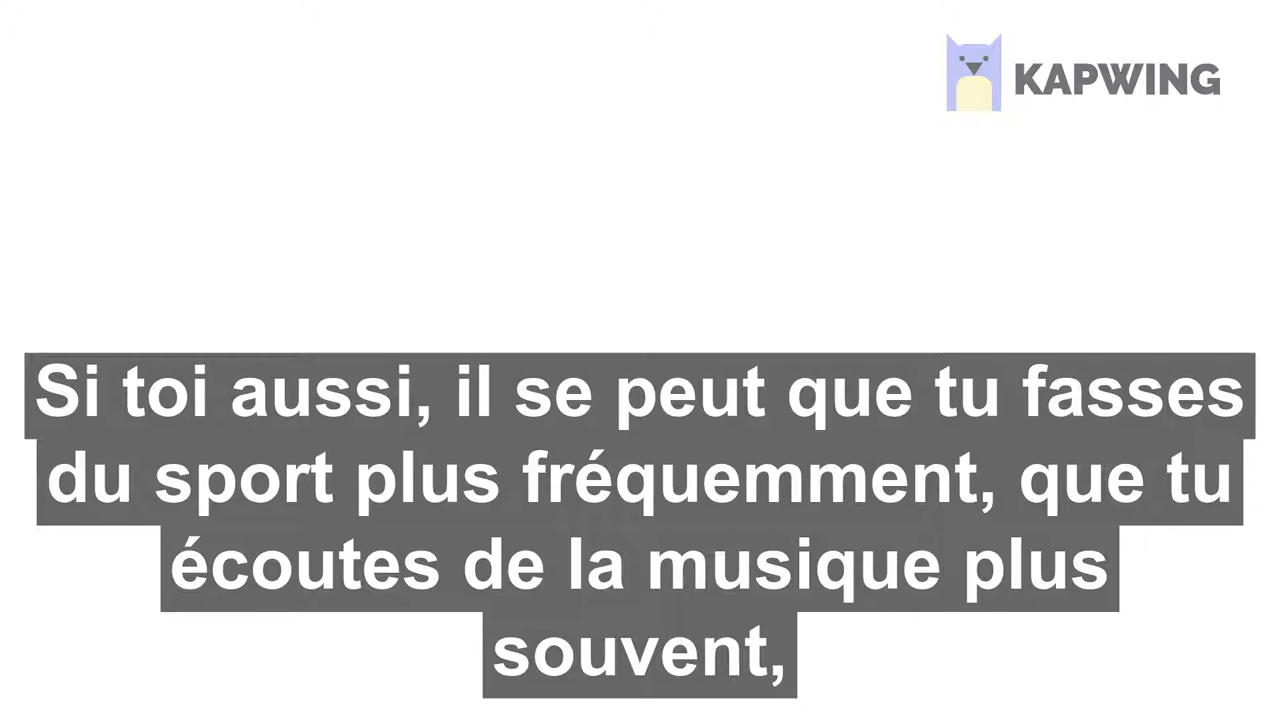 KAPWING
Si toi aussi, il se peut que tu fasses
du sport plus fréquemment, que tu
écoutes de la musique plus
souvent,